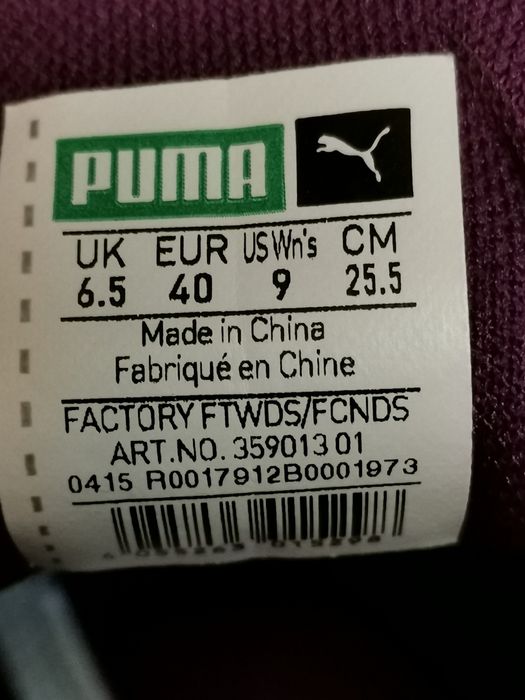 PUMA
UK EUR US Wn's CM
6.5 40 9 25.5
Made in China
Fabriqué en Chine
FACTORY FTWDS/FCNDS
ART.NO. 359013 01
0415 R0017912B0001973